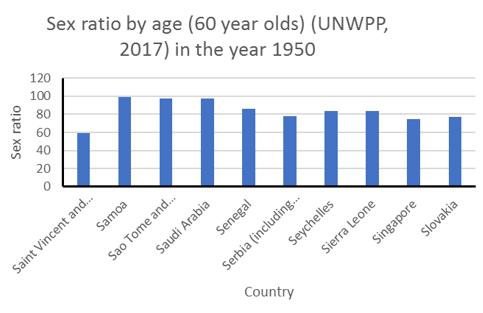 Sex ratio by age (60 year olds) (UNWPP,
2017) in the year 1950
120
100
80
60
40
20
0
Sex ratio
Saint Vincent and...
Samoa
Sao Tome and...
Saudi Arabia
Senegal
Serbia (including...
Seychelles
Sierra Leone
Singapore
Slovakia
Country